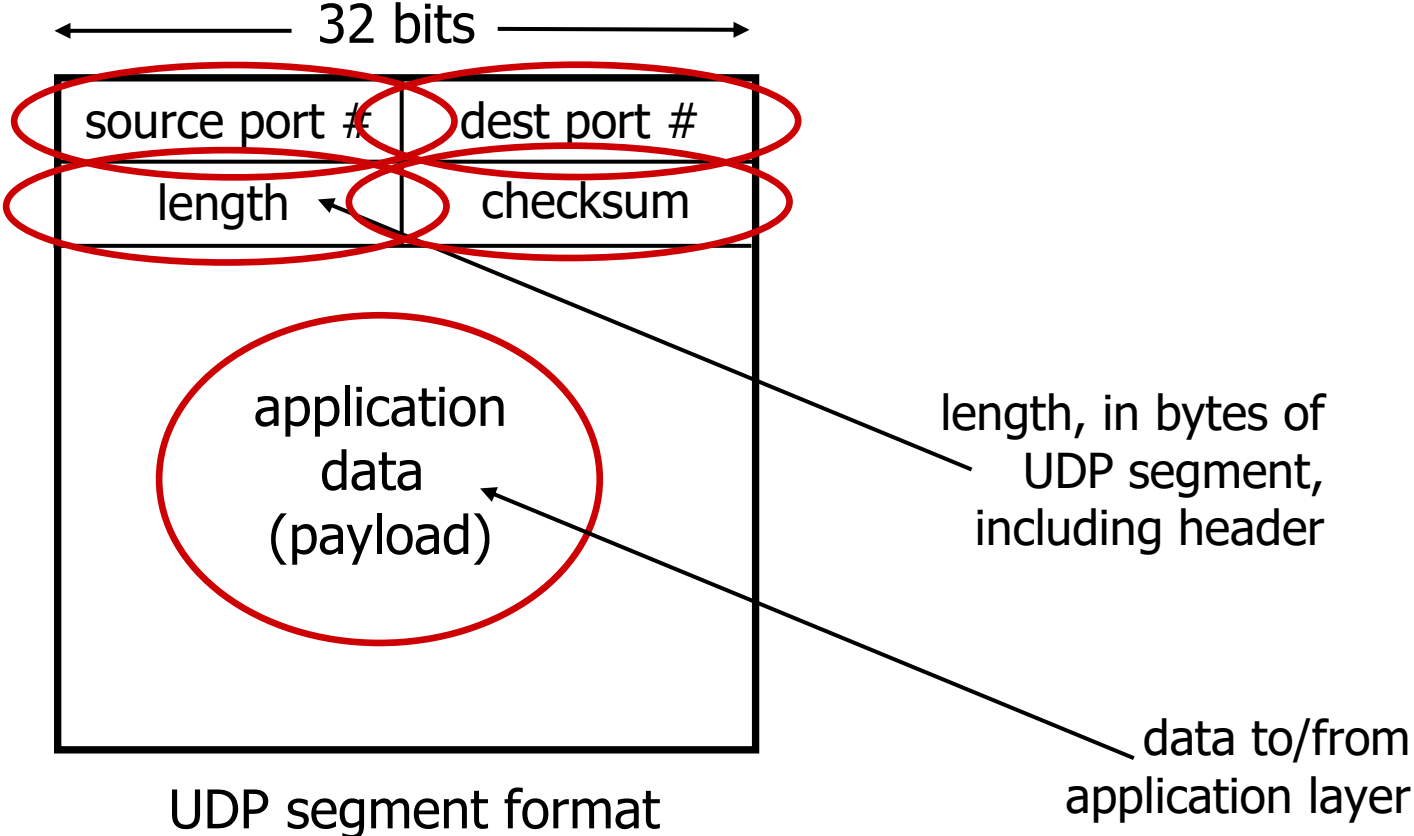 32 bits
source port #
dest port #
length
checksum
application
data
(payload)
length, in bytes of
UDP segment,
including header
data to/from
application layer
UDP segment format